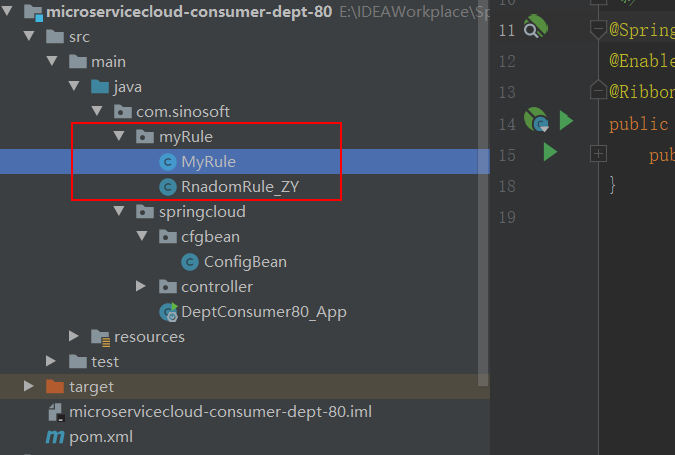 microservicecloud-consumer-dept-80 E:\IDEAWorkplace\Sp
src
main
java
com.sinosoft
myRule
MyRule
RnadomRule_ZY
springcloud
cfgbean
ConfigBean
controller
DeptConsumer80_App
resources
test
target
microservicecloud-consumer-dept-80.iml
pom.xml
11 @Spring
12 @Enable
13 @Ribbon
14 public
15 pub
18 }
19